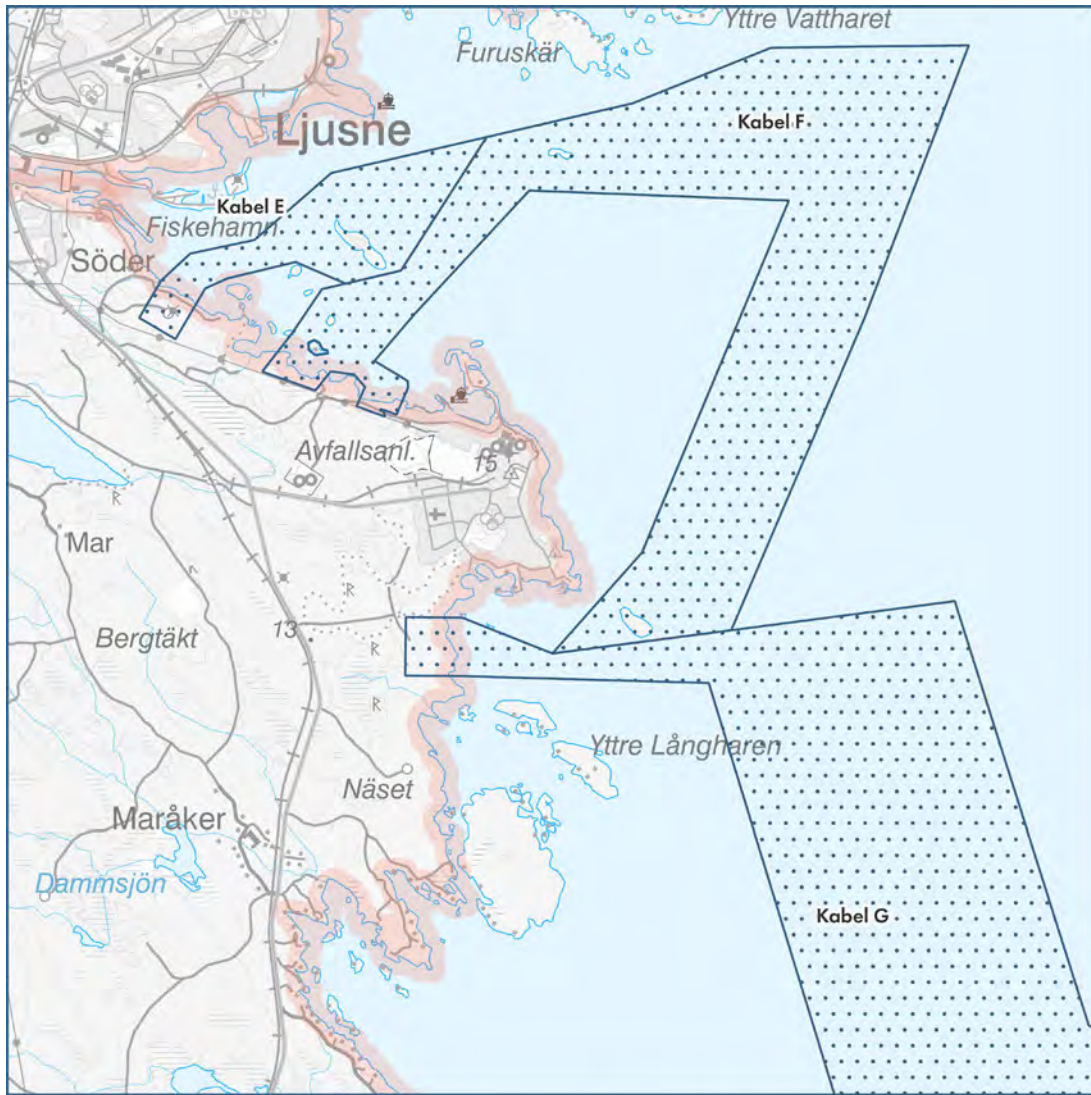 Yttre Vattharet
Furuskär
Kabel F
Ljusne
Kabel E
Fiskehamn.
Söder
Avfallsanl.
15
R
Mar
R
13
Bergtäkt
R
R
Yttre Långharen
Näset
Maråker
Dammsjön
Kabel G